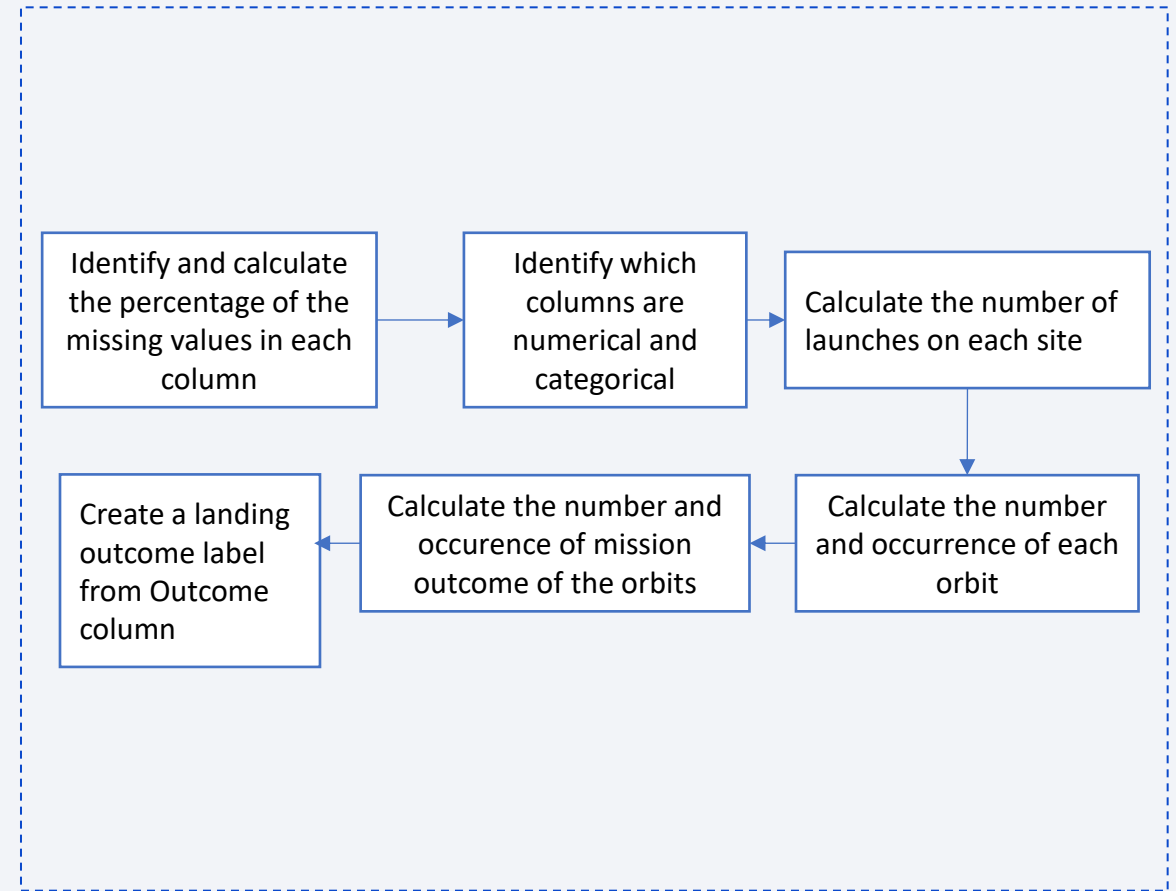 Identify and calculate
the percentage of the
missing values in each
column
Identify which
columns are
numerical and
categorical
Calculate the number of
launches on each site
Calculate the number
and occurrence of each
orbit
Calculate the number and
occurence of mission
outcome of the orbits
Create a landing
outcome label
from Outcome
column